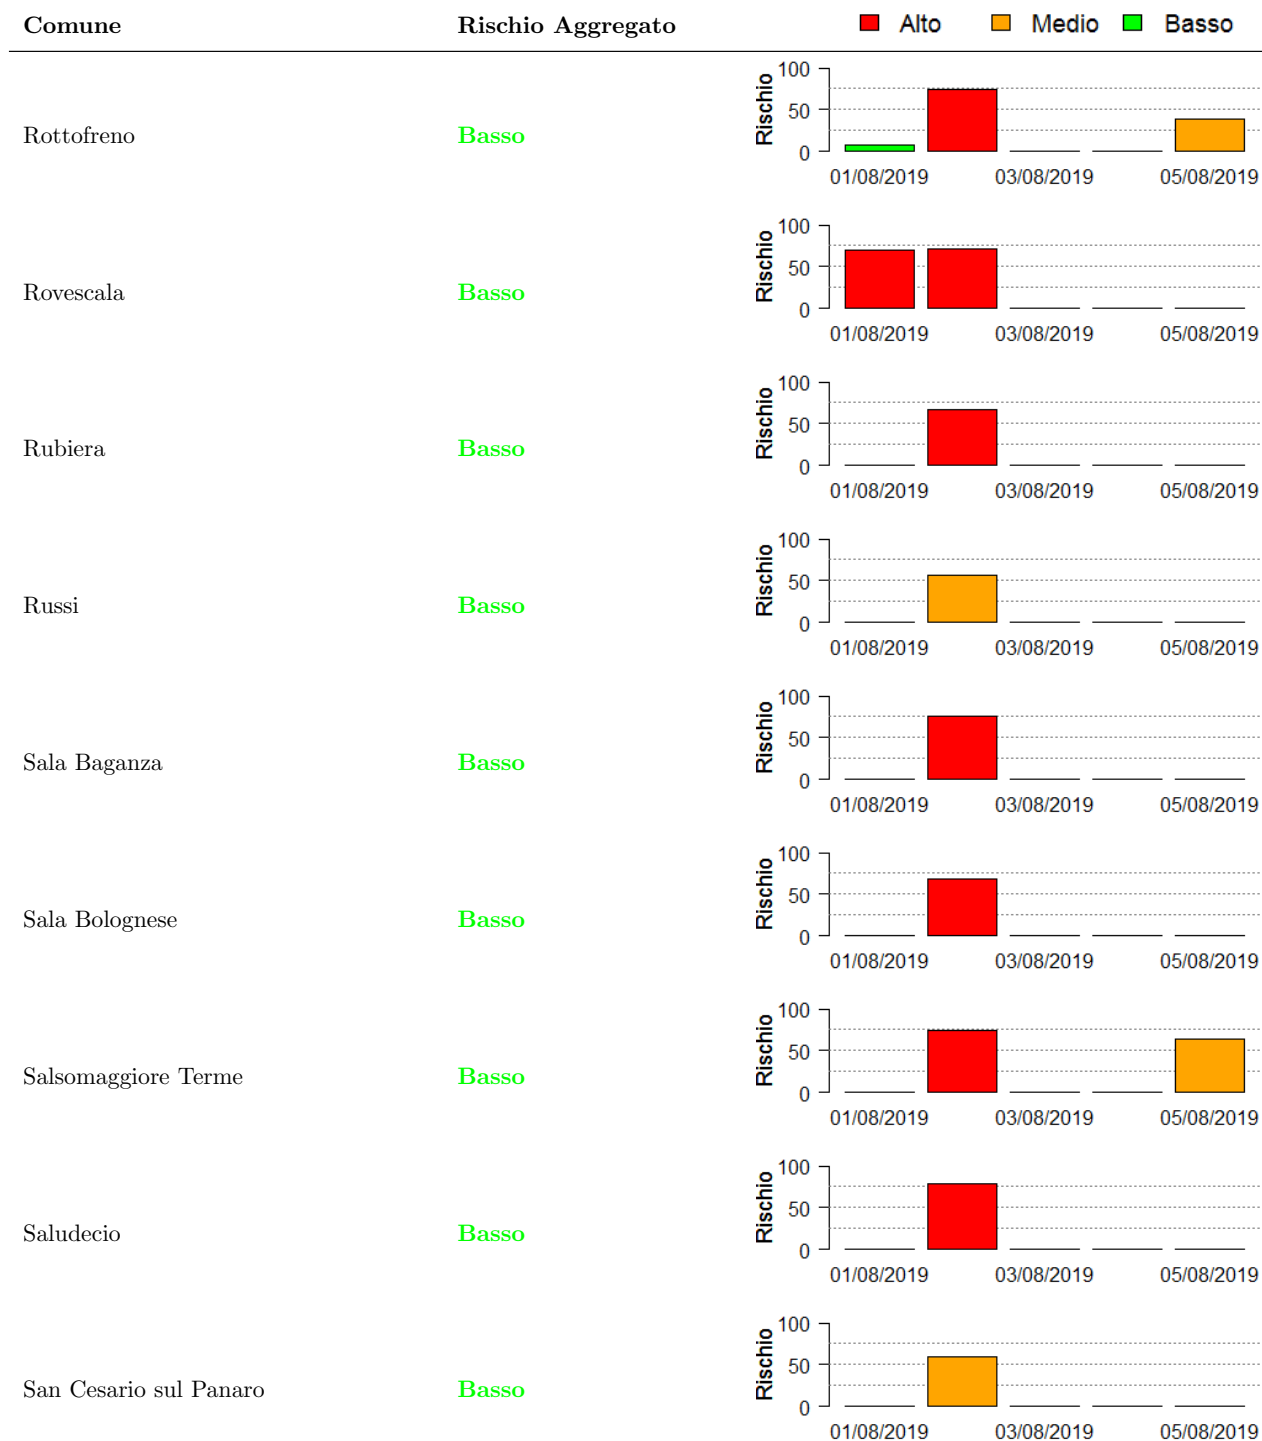 Comune Rischio Aggregato Alto Medio Basso
100
50
0
Rischio
Rottofreno Basso
01/08/2019 03/08/2019 05/08/2019
100
50
0
Rischio
Rovescala Basso
01/08/2019 03/08/2019 05/08/2019
100
50
0
Rischio
Rubiera Basso
01/08/2019 03/08/2019 05/08/2019
100
50
0
Rischio
Russi Basso
01/08/2019 03/08/2019 05/08/2019
100
50
0
Rischio
Sala Baganza Basso
01/08/2019 03/08/2019 05/08/2019
100
50
0
Rischio
Sala Bolognese Basso
01/08/2019 03/08/2019 05/08/2019
100
50
0
Rischio
Salsomaggiore Terme Basso
01/08/2019 03/08/2019 05/08/2019
100
50
0
Rischio
Saludecio Basso
01/08/2019 03/08/2019 05/08/2019
100
50
0
Rischio
San Cesario sul Panaro Basso
01/08/2019 03/08/2019 05/08/2019